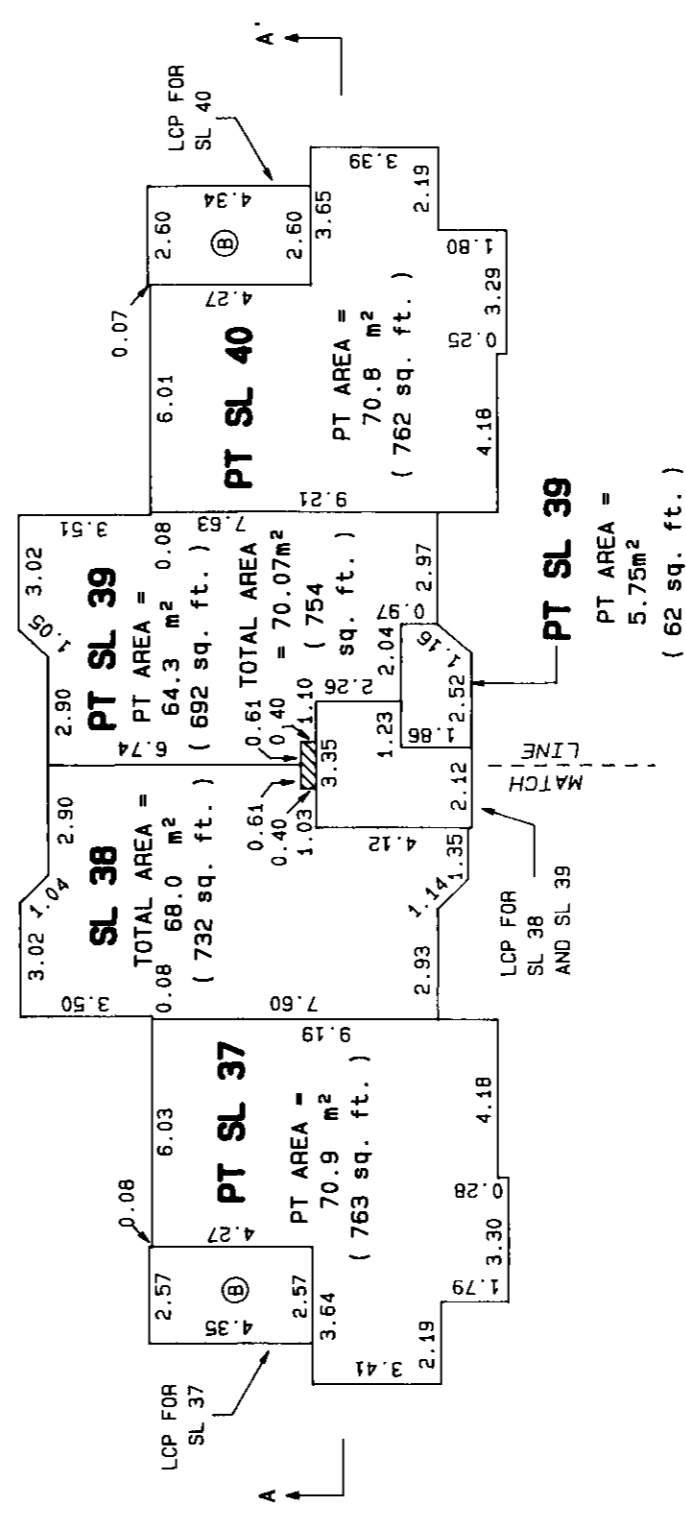 A
A'
LCP FOR
SL 37
LCP FOR
SL 40
0.08
2.57
B
4.35
4.27
2.57
3.64
3.41
2.19
1.79
3.30
0.28
4.18
6.03
PT SL 37
PT AREA =
70.9 m²
( 763 sq. ft. )
9.19
3.50
3.02
1.04
2.90
SL 38
TOTAL AREA =
68.0 m²
( 732 sq. ft. )
0.08
7.60
2.93
1.14
1.35
4.12
1.03
0.40
0.61
6.74
2.90
1.05
3.02
3.51
PT SL 39
PT AREA =
64.3 m²
( 692 sq. ft. )
0.08
7.63
TOTAL AREA
= 70.07m²
( 754
sq. ft. )
0.61
0.40
1.10
3.35
2.26
2.04
1.23
1.86
2.12
2.52
1.16
0.97
2.97
LCP FOR
SL 38
AND SL 39
MATCH
LINE
PT SL 39
PT AREA =
5.75m²
( 62 sq. ft. )
6.01
0.07
2.60
B
4.34
4.27
2.60
3.65
3.39
2.19
1.80
3.29
0.25
4.18
9.21
PT SL 40
PT AREA =
70.8 m²
( 762 sq. ft. )